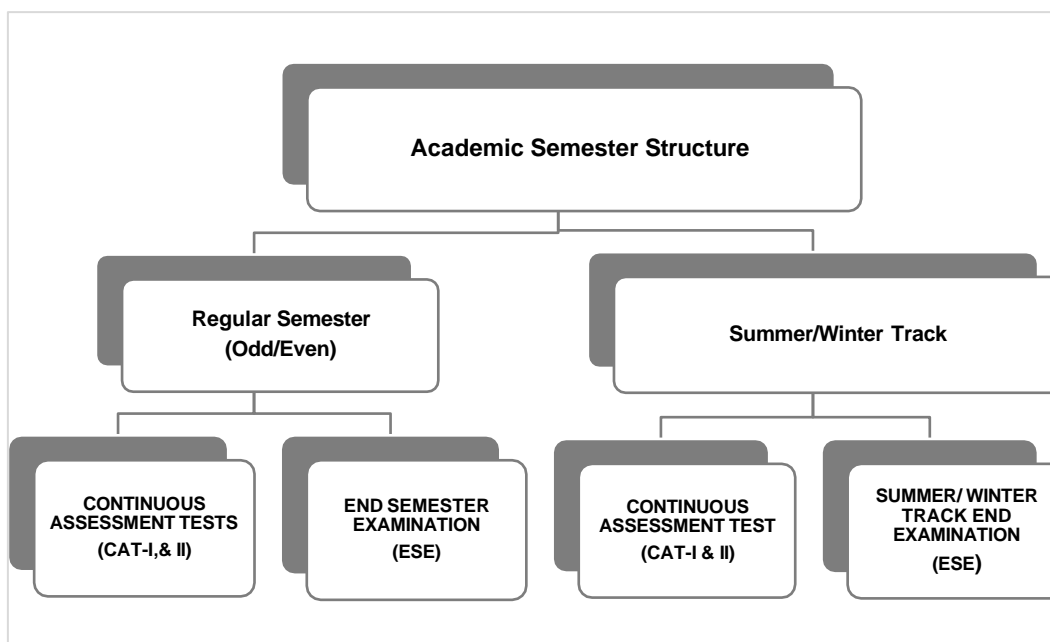 Academic Semester Structure
Regular Semester
(Odd/Even)
Summer/Winter Track
CONTINUOUS
ASSESSMENT TESTS
(CAT-I,& II)
END SEMESTER
EXAMINATION
(ESE)
CONTINUOUS
ASSESSMENT TEST
(CAT-I & II)
SUMMER/ WINTER
TRACK END
EXAMINATION
(ESE)